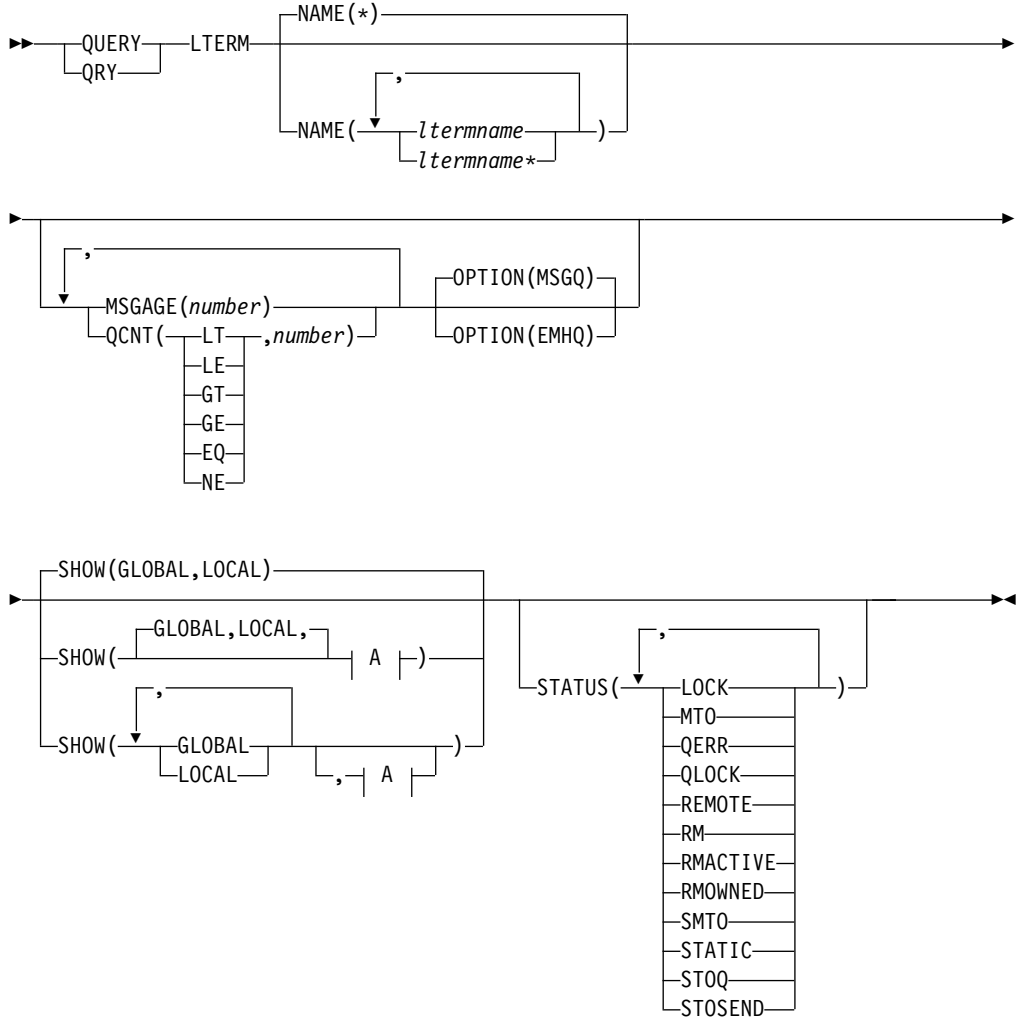 NAME(*)
QUERY LTERM
QRY
,
NAME( ltermname )
ltermname*
,
OPTION(MSGQ)
MSGAGE(number)
QCNT( LT ,number) OPTION(EMHQ)
LE
GT
GE
EQ
NE
SHOW(GLOBAL,LOCAL)
GLOBAL,LOCAL,
SHOW( A )
,
SHOW( GLOBAL )
LOCAL , A
,
STATUS( LOCK )
MTO
QERR
QLOCK
REMOTE
RM
RMACTIVE
RMOWNED
SMTO
STATIC
STOQ
STOSEND